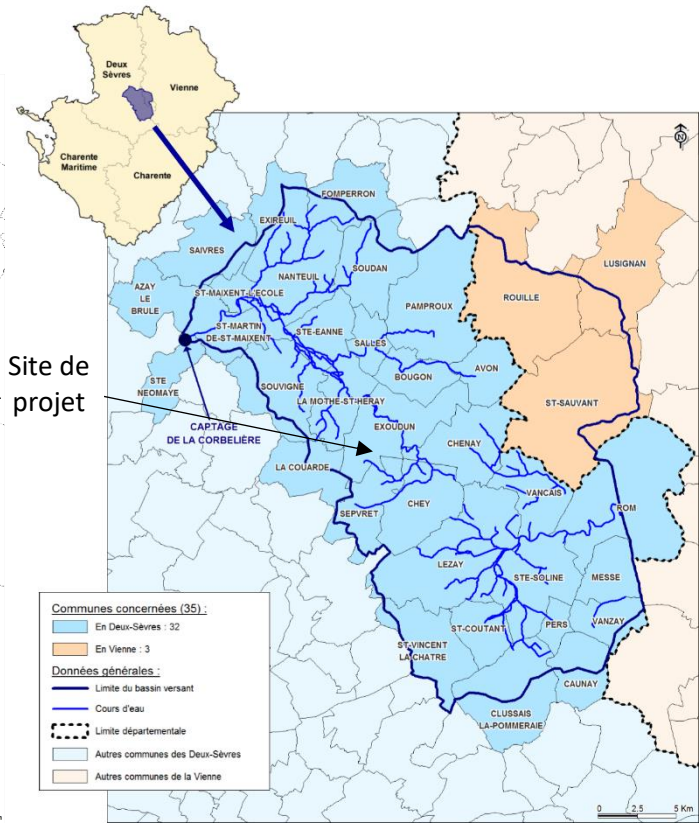 Deux
Sèvres
Vienne
Charente
Maritime
Charente
N
FOMPERRON
EXIREUIL
SAIVRES
SOUDAN
LUSIGNAN
AZAY
LE
BRULE
NANTEUIL
ST-MAIXENT-L'ECOLE
PAMPROUX
ROUILLE
ST-MARTIN
DE-ST-MAIXENT
STE-EANNE
SALLES
Site de
projet
STE
NEOMAYE
SOUVIGNE
BOUGON
AVON
ST-SAUVANT
LA MOTHE-ST-HERAY
CAPTAGE
DE LA CORBELIÈRE
EXOUDUN
CHENAY
LA COUARDE
VANCAIS
SEPVRET
CHEY
ROM
LEZAY
STE-SOLINE
MESSE
ST-COUTANT
PERS
VANZAY
ST-VINCENT
LA CHATRE
CAUNAY
CLUSSAIS
LA-POMMERAIE
Communes concernées (35) :
En Deux-Sèvres : 32
En Vienne : 3
Données générales :
Limite du bassin versant
Cours d'eau
Limite départementale
Autres communes des Deux-Sèvres
Autres communes de la Vienne
0 2.5 5 Km